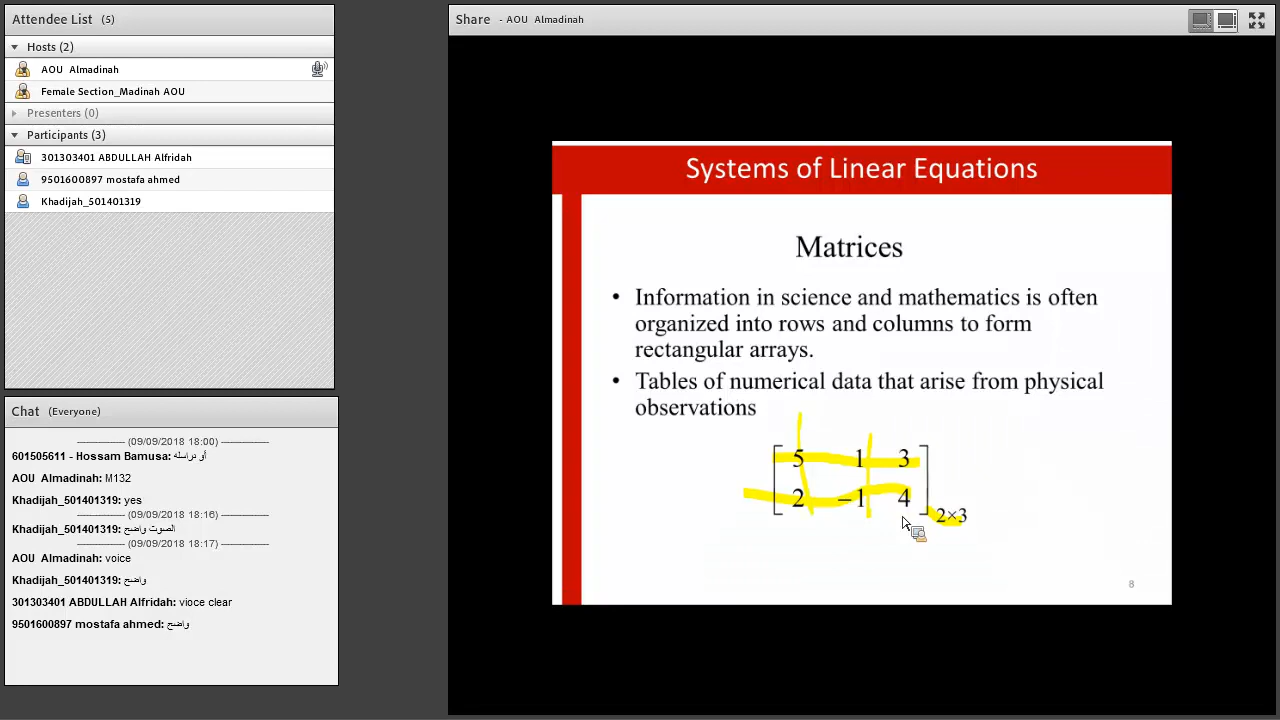 Attendee List (5)
Hosts (2)
AOU Almadinah
Female Section_Madinah AOU
Presenters (0)
Participants (3)
301303401 ABDULLAH Alfridah
9501600897 mostafa ahmed
Khadijah_501401319
Chat (Everyone)
------------- (09/09/2018 18:00) -------------
601505611 - Hossam Bamusa: أو دراسله
AOU Almadinah: M132
Khadijah_501401319: yes
------------- (09/09/2018 18:16) -------------
Khadijah_501401319: الصوت واضح
------------- (09/09/2018 18:17) -------------
AOU Almadinah: voice
Khadijah_501401319: واضح
301303401 ABDULLAH Alfridah: vioce clear
9501600897 mostafa ahmed: واضح
Share - AOU Almadinah
Systems of Linear Equations
Matrices
• Information in science and mathematics is often
organized into rows and columns to form
rectangular arrays.
• Tables of numerical data that arise from physical
observations
5 1 3
2 −1 4
2×3
8